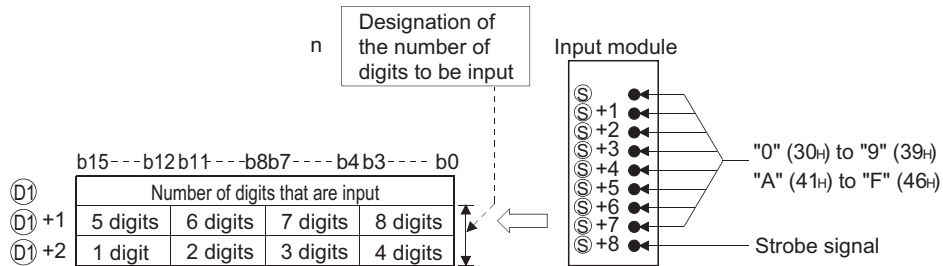 n
Designation of
the number of
digits to be input
Input module
Ⓢ
Ⓢ +1
Ⓢ +2
Ⓢ +3
Ⓢ +4
Ⓢ +5
Ⓢ +6
Ⓢ +7
Ⓢ +8
"0" (30H) to "9" (39H)
"A" (41H) to "F" (46H)
Strobe signal
b15---b12 b11---b8b7---b4 b3--- b0
D1 Number of digits that are input
D1 +1 5 digits 6 digits 7 digits 8 digits
D1 +2 1 digit 2 digits 3 digits 4 digits